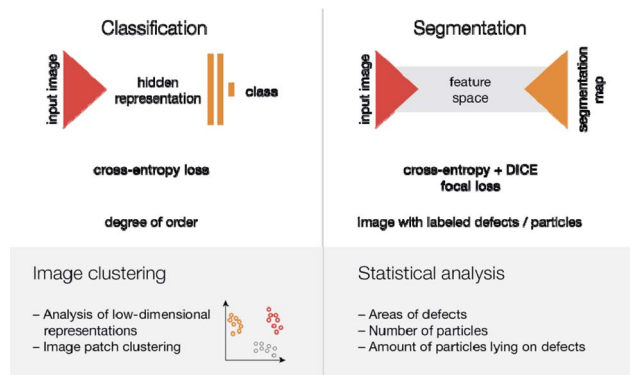 Classification
input image
hidden
representation
class
cross-entropy loss
degree of order
Segmentation
input image
feature
space
segmentation
map
cross-entropy + DICE
focal loss
Image with labeled defects / particles
Image clustering
– Analysis of low-dimensional
representations
– Image patch clustering
Statistical analysis
– Areas of defects
– Number of particles
– Amount of particles lying on defects